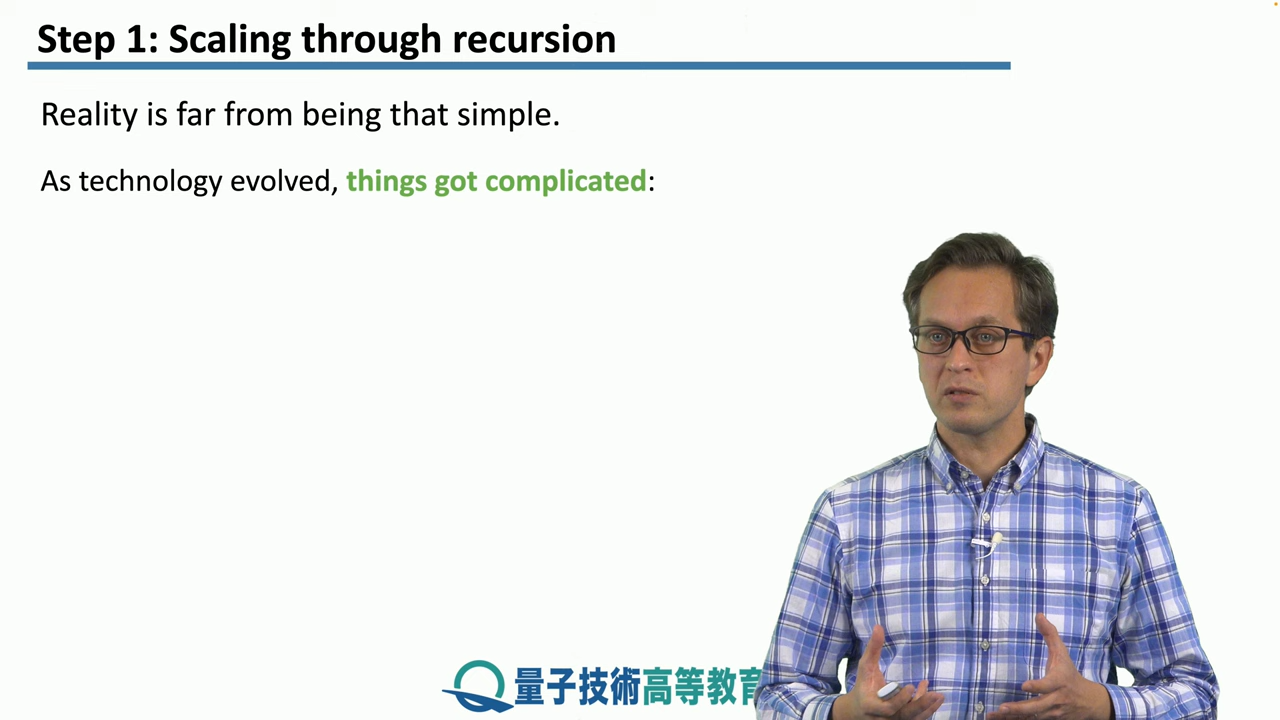 Step 1: Scaling through recursion
Reality is far from being that simple.
As technology evolved, things got complicated:
量子技術高等教育